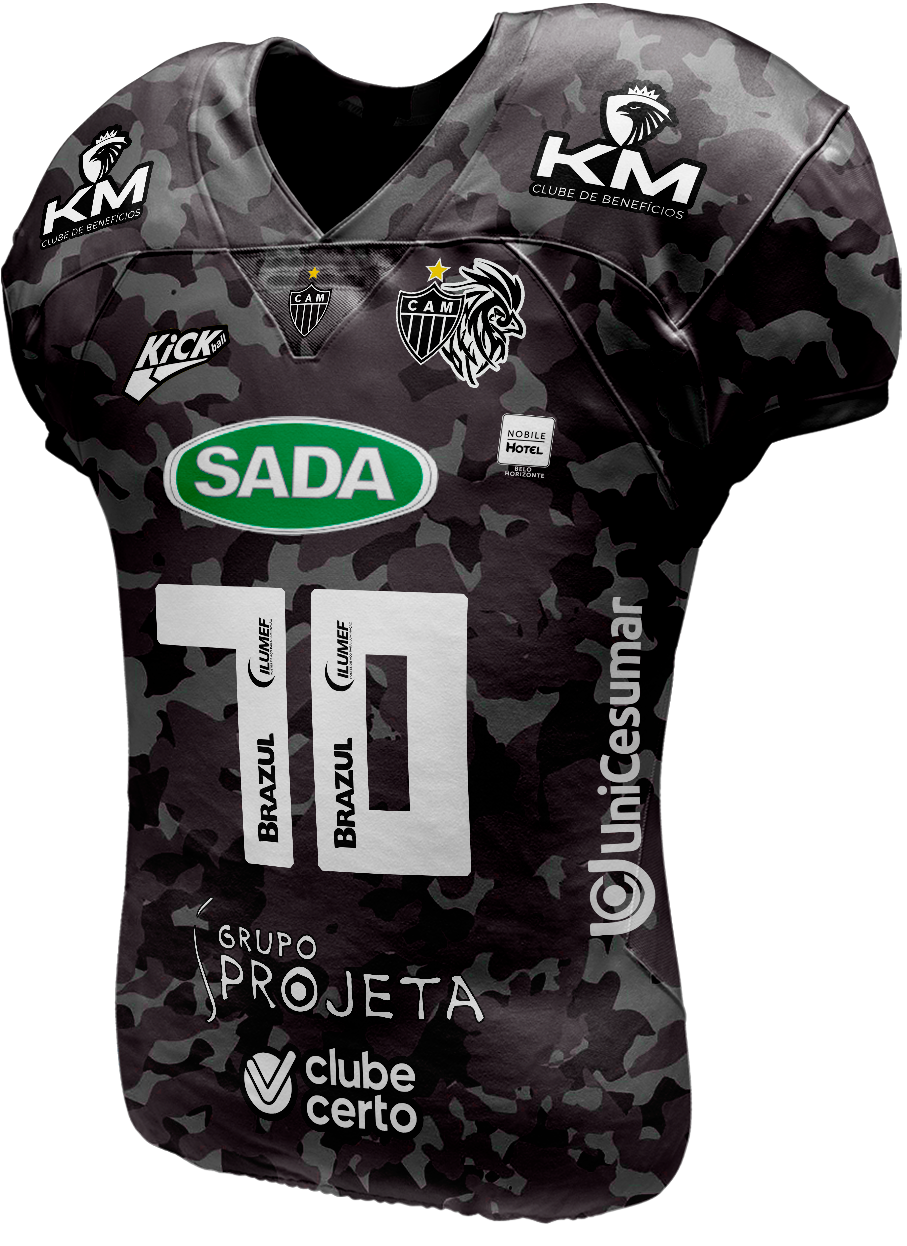 KM
CLUBE DE BENEFÍCIOS
KM
CLUBE DE BENEFÍCIOS
CAM
CAM
KiCK
ball
SADA
NOBILE
HOTEL
BELO
HORIZONTE
10
ILUMEF
BRAZUL
ILUMEF
BRAZUL
UniCesumar
GRUPO
PROJETA
clube
certo